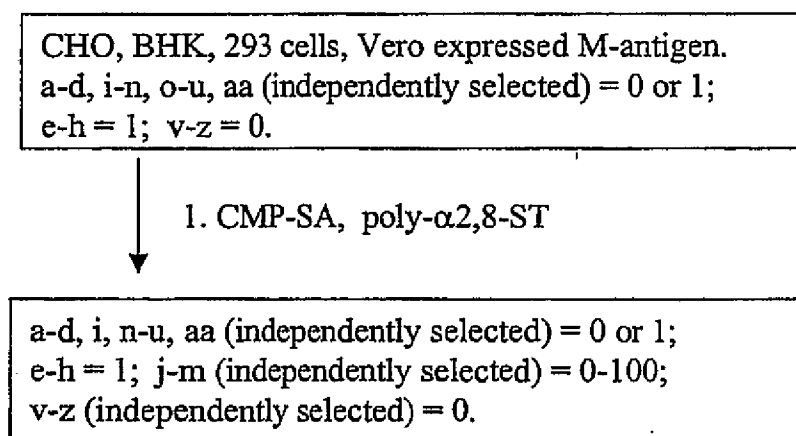 CHO, BHK, 293 cells, Vero expressed M-antigen.
a-d, i-n, o-u, aa (independently selected) = 0 or 1;
e-h = 1; v-z = 0.
1. CMP-SA, poly-α2,8-ST
a-d, i, n-u, aa (independently selected) = 0 or 1;
e-h = 1; j-m (independently selected) = 0-100;
v-z (independently selected) = 0.